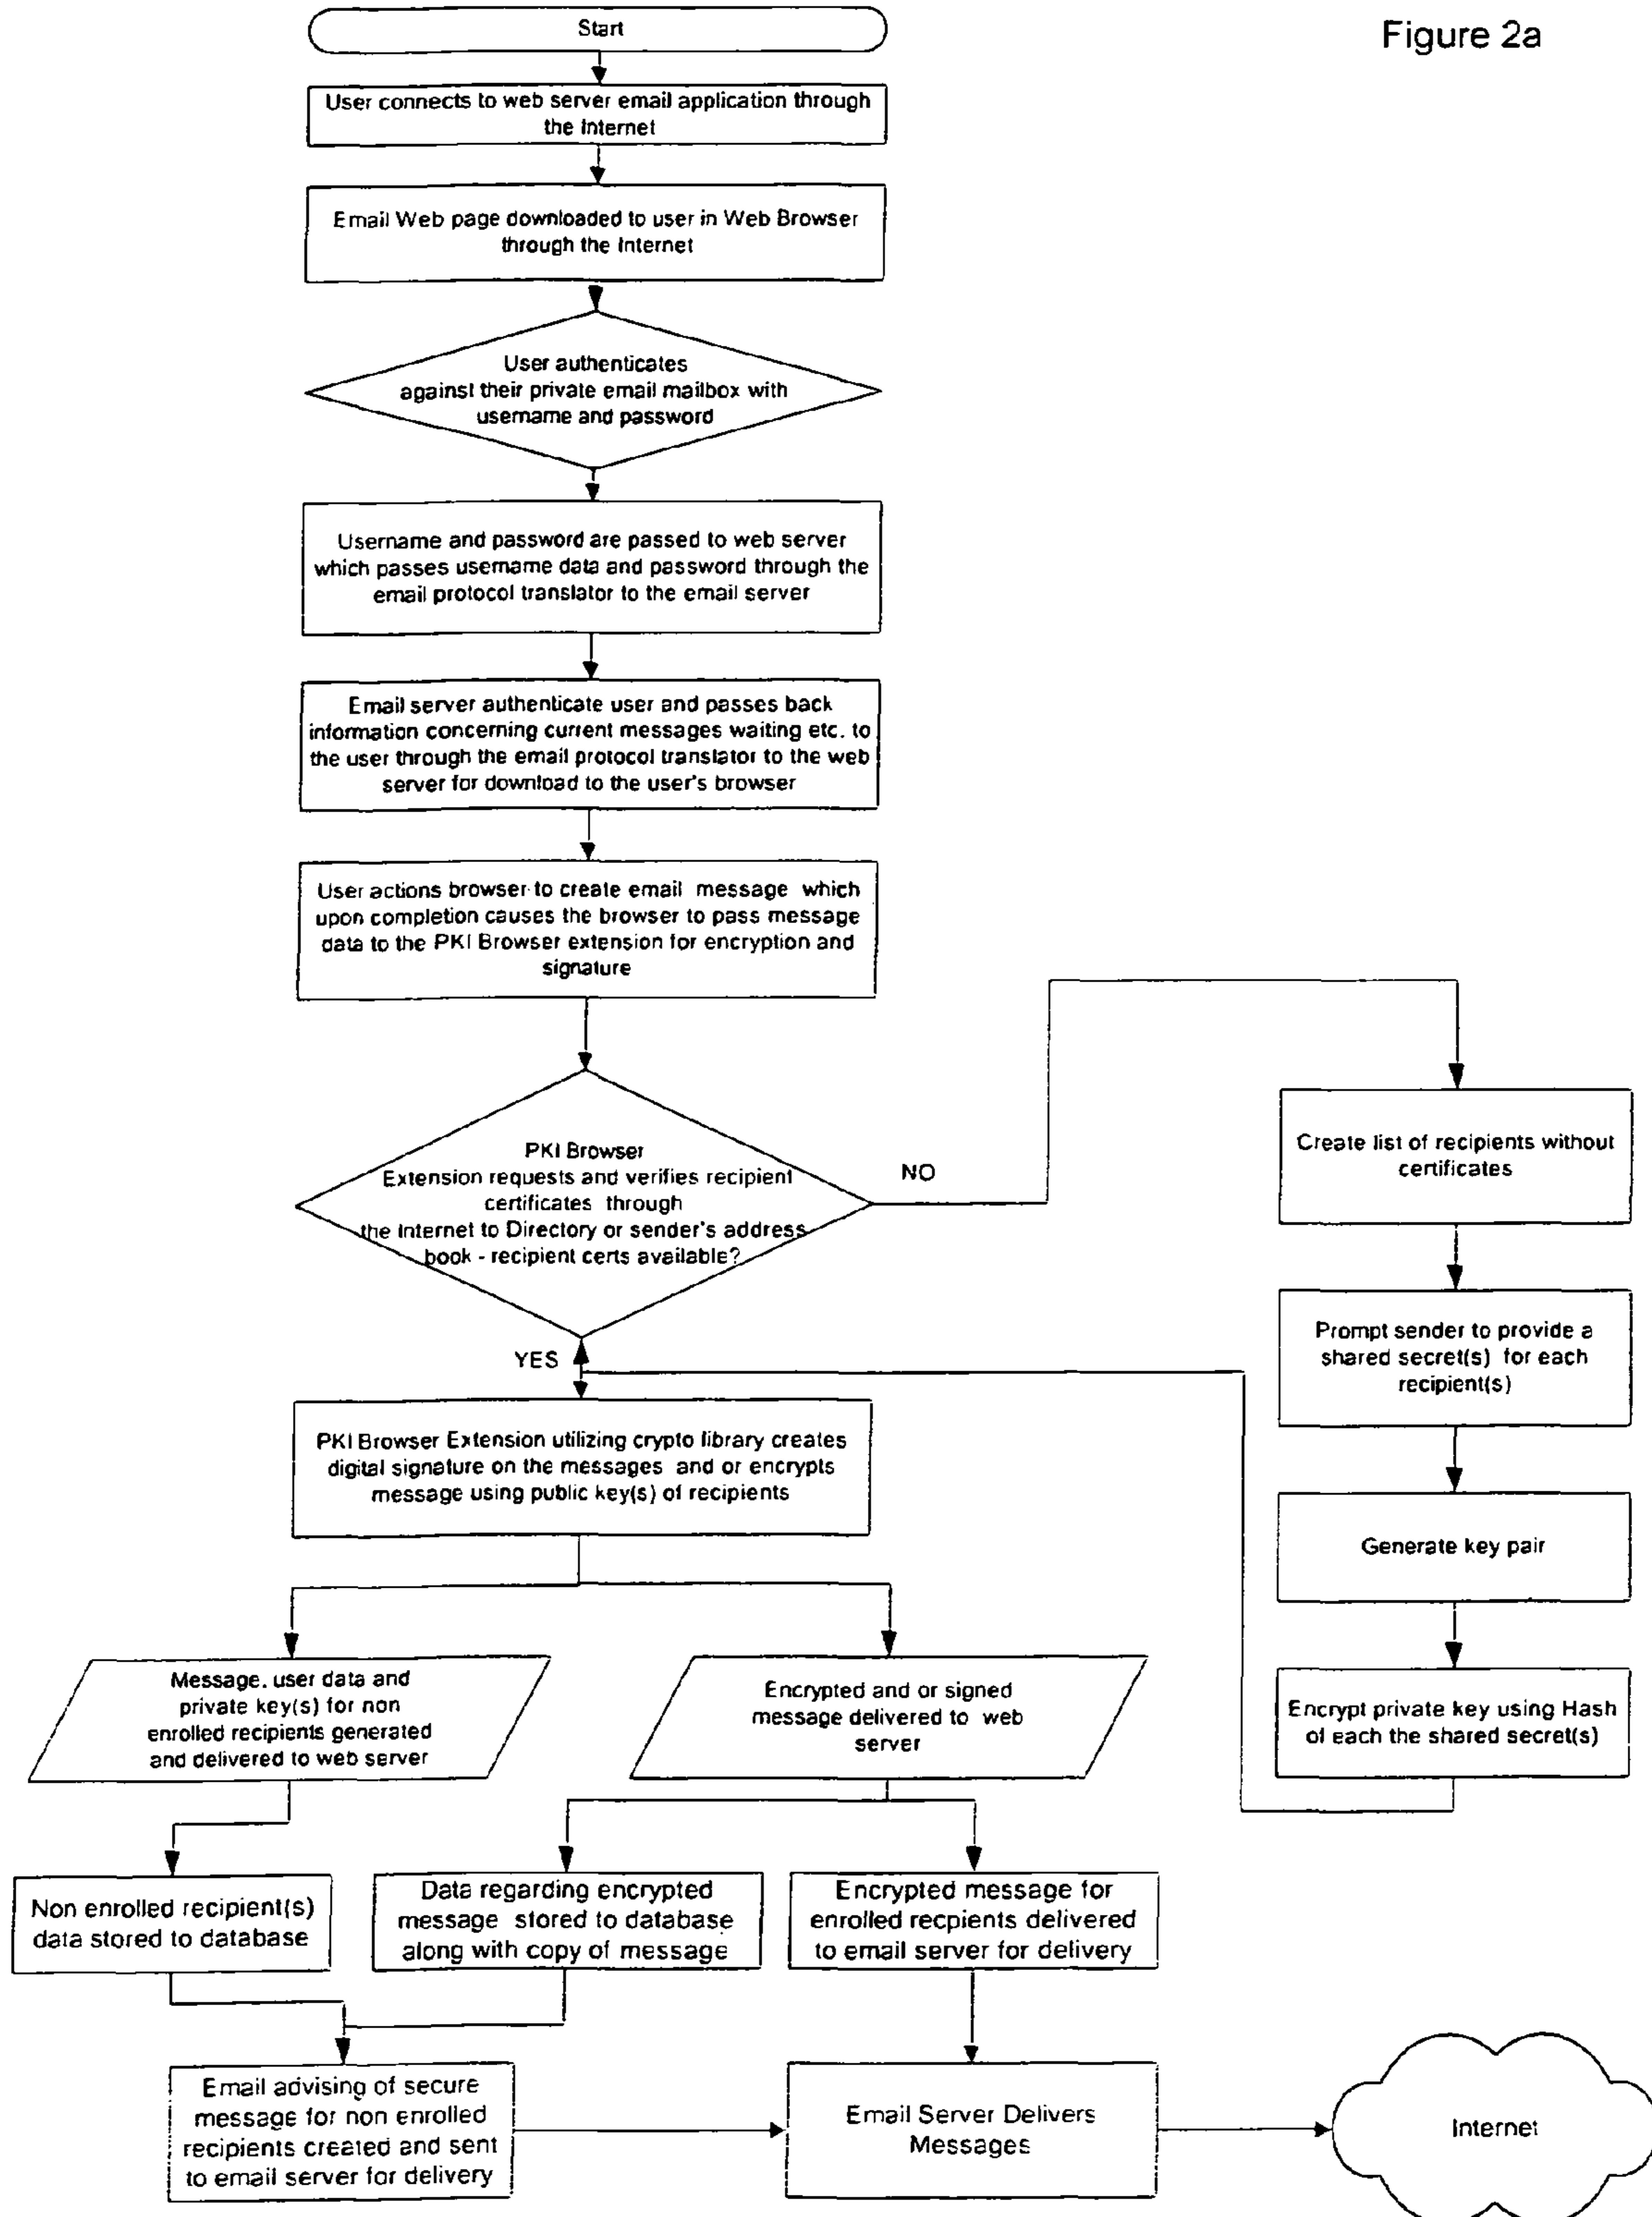 Figure 2a
Start
User connects to web server email application through
the Internet
Email Web page downloaded to user in Web Browser
through the Internet
User authenticates
against their private email mailbox with
username and password
Username and password are passed to web server
which passes username data and password through the
email protocol translator to the email server
Email server authenticate user and passes back
information concerning current messages waiting etc. to
the user through the email protocol translator to the web
server for download to the user's browser
User actions browser to create email message which
upon completion causes the browser to pass message
data to the PKI Browser extension for encryption and
signature
PKI Browser
Extension requests and verifies recipient
certificates through
the Internet to Directory or sender's address
book - recipient certs available?
NO
YES
Create list of recipients without
certificates
Prompt sender to provide a
shared secret(s) for each
recipient(s)
Generate key pair
Encrypt private key using Hash
of each the shared secret(s)
PKI Browser Extension utilizing crypto library creates
digital signature on the messages and or encrypts
message using public key(s) of recipients
Message, user data and
private key(s) for non
enrolled recipients generated
and delivered to web server
Encrypted and or signed
message delivered to web
server
Non enrolled recipient(s)
data stored to database
Data regarding encrypted
message stored to database
along with copy of message
Encrypted message for
enrolled recpients delivered
to email server for delivery
Email advising of secure
message for non enrolled
recipients created and sent
to email server for delivery
Email Server Delivers
Messages
Internet